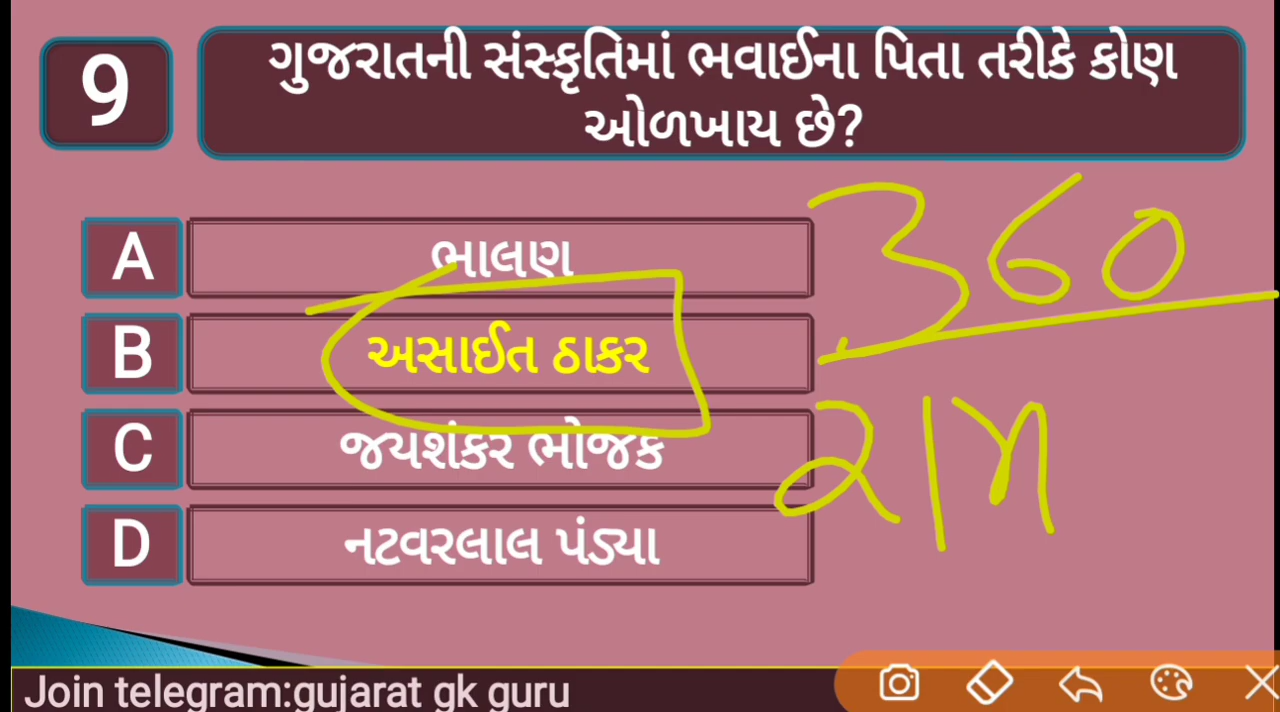 9
ગુજરાતની સંસ્કૃતિમાં ભવાઈના પિતા તરીકે કોણ
ઓળખાય છે?
A ભાલણ
B અસાઈત ઠાકર
C જયશંકર ભોજક
D નટવરલાલ પંડ્યા
360
રામ
Join telegram:gujarat gk guru